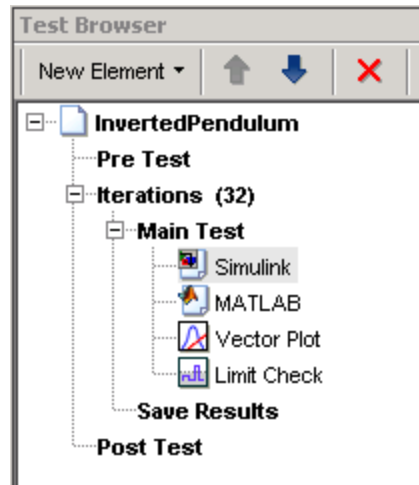 Test Browser
New Element
InvertedPendulum
Pre Test
Iterations (32)
Main Test
Simulink
MATLAB
Vector Plot
Limit Check
Save Results
Post Test